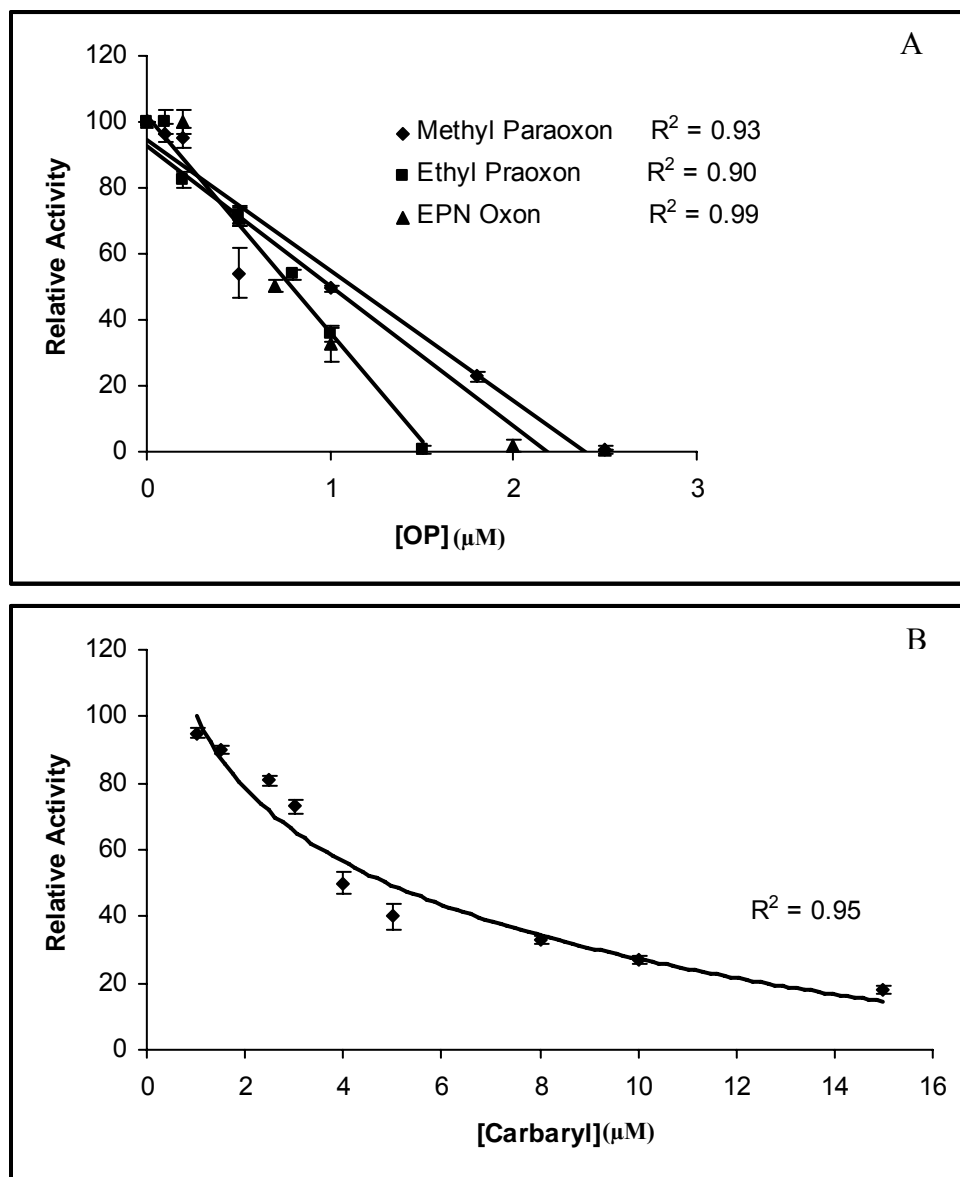 A
120
100
80
60
40
20
0
Relative Activity
Methyl Paraoxon R² = 0.93
Ethyl Praoxon R² = 0.90
EPN Oxon R² = 0.99
0 1 2 3
[OP] (µM)
B
120
100
80
60
40
20
0
Relative Activity
R² = 0.95
0 2 4 6 8 10 12 14 16
[Carbaryl](µM)